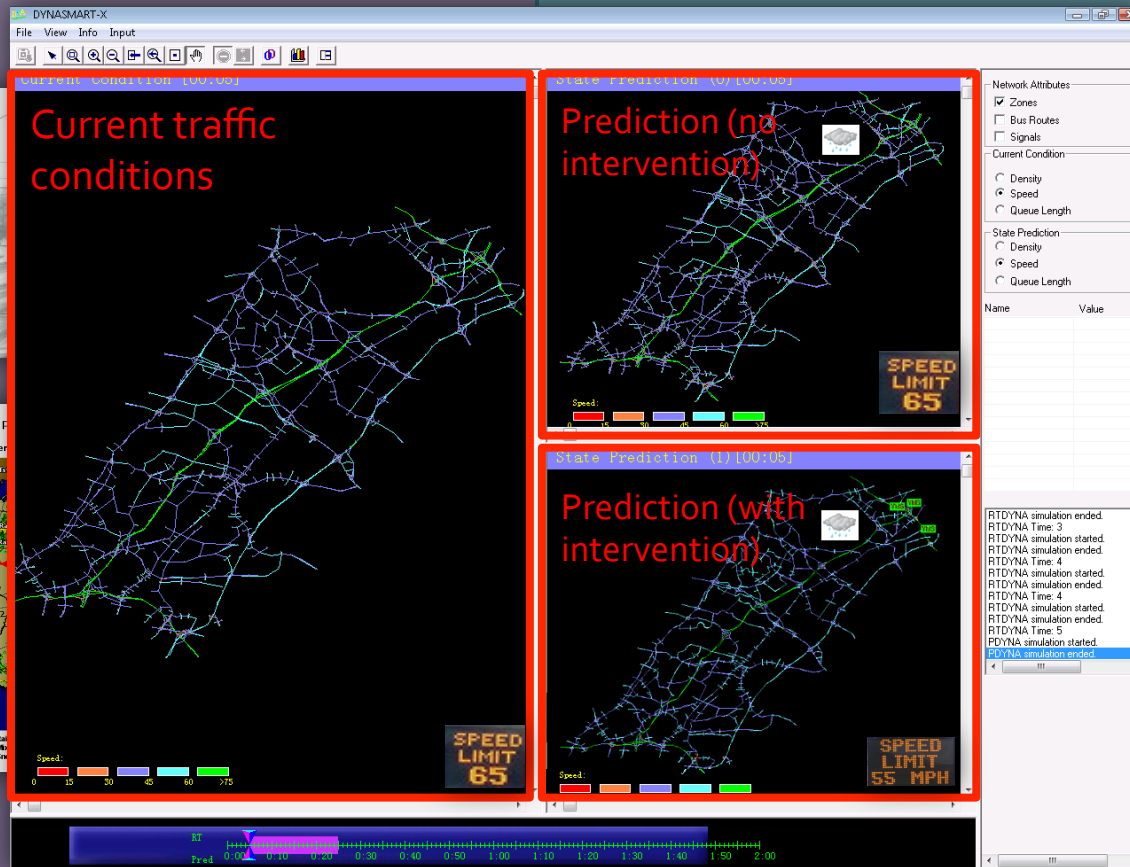 DYNASMART-X
File View Info Input
Current Condition [00:05]
Current traffic
conditions
SPEED
LIMIT
65
Speed:
0 15 30 45 60 >75
State Prediction (0)[00:05]
Prediction (no
intervention)
SPEED
LIMIT
65
Speed:
0 15 30 45 60 >75
State Prediction (1)[00:05]
Prediction (with
intervention)
VMS
VMS
VMS
SPEED
LIMIT
55 MPH
Speed:
Network Attributes
Zones
Bus Routes
Signals
Current Condition
Density
Speed
Queue Length
State Prediction
Density
Speed
Queue Length
Name Value
RTDYNA simulation ended.
RTDYNA Time: 3
RTDYNA simulation started.
RTDYNA simulation ended.
RTDYNA Time: 4
RTDYNA simulation started.
RTDYNA simulation ended.
RTDYNA Time: 4
RTDYNA simulation started.
RTDYNA simulation ended.
RTDYNA Time: 5
PDYNA simulation started.
PDYNA simulation ended.
RT
Pred
0:00 0:10 0:20 0:30 0:40 0:50 1:00 1:10 1:20 1:30 1:40 1:50 2:00